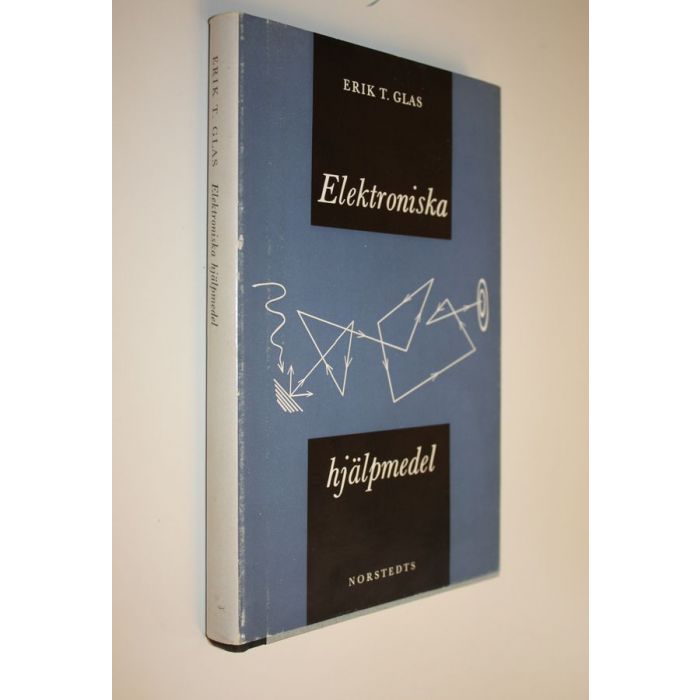 ERIK T. GLAS Elektroniska hjälpmedel
ERIK T. GLAS
Elektroniska
hjälpmedel
NORSTEDTS